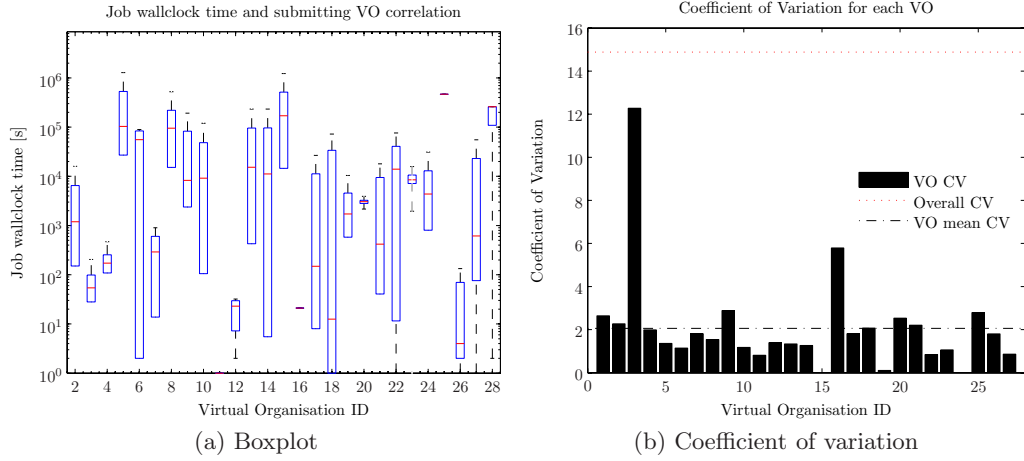 Job wallclock time and submitting VO correlation
Job wallclock time [s]
10^6
10^5
10^4
10^3
10^2
10^1
10^0
2 4 6 8 10 12 14 16 18 20 22 24 26 28
Virtual Organisation ID
(a) Boxplot
Coefficient of Variation for each VO
Coefficient of Variation
16
14
12
10
8
6
4
2
0
VO CV
Overall CV
VO mean CV
0 5 10 15 20 25
Virtual Organisation ID
(b) Coefficient of variation